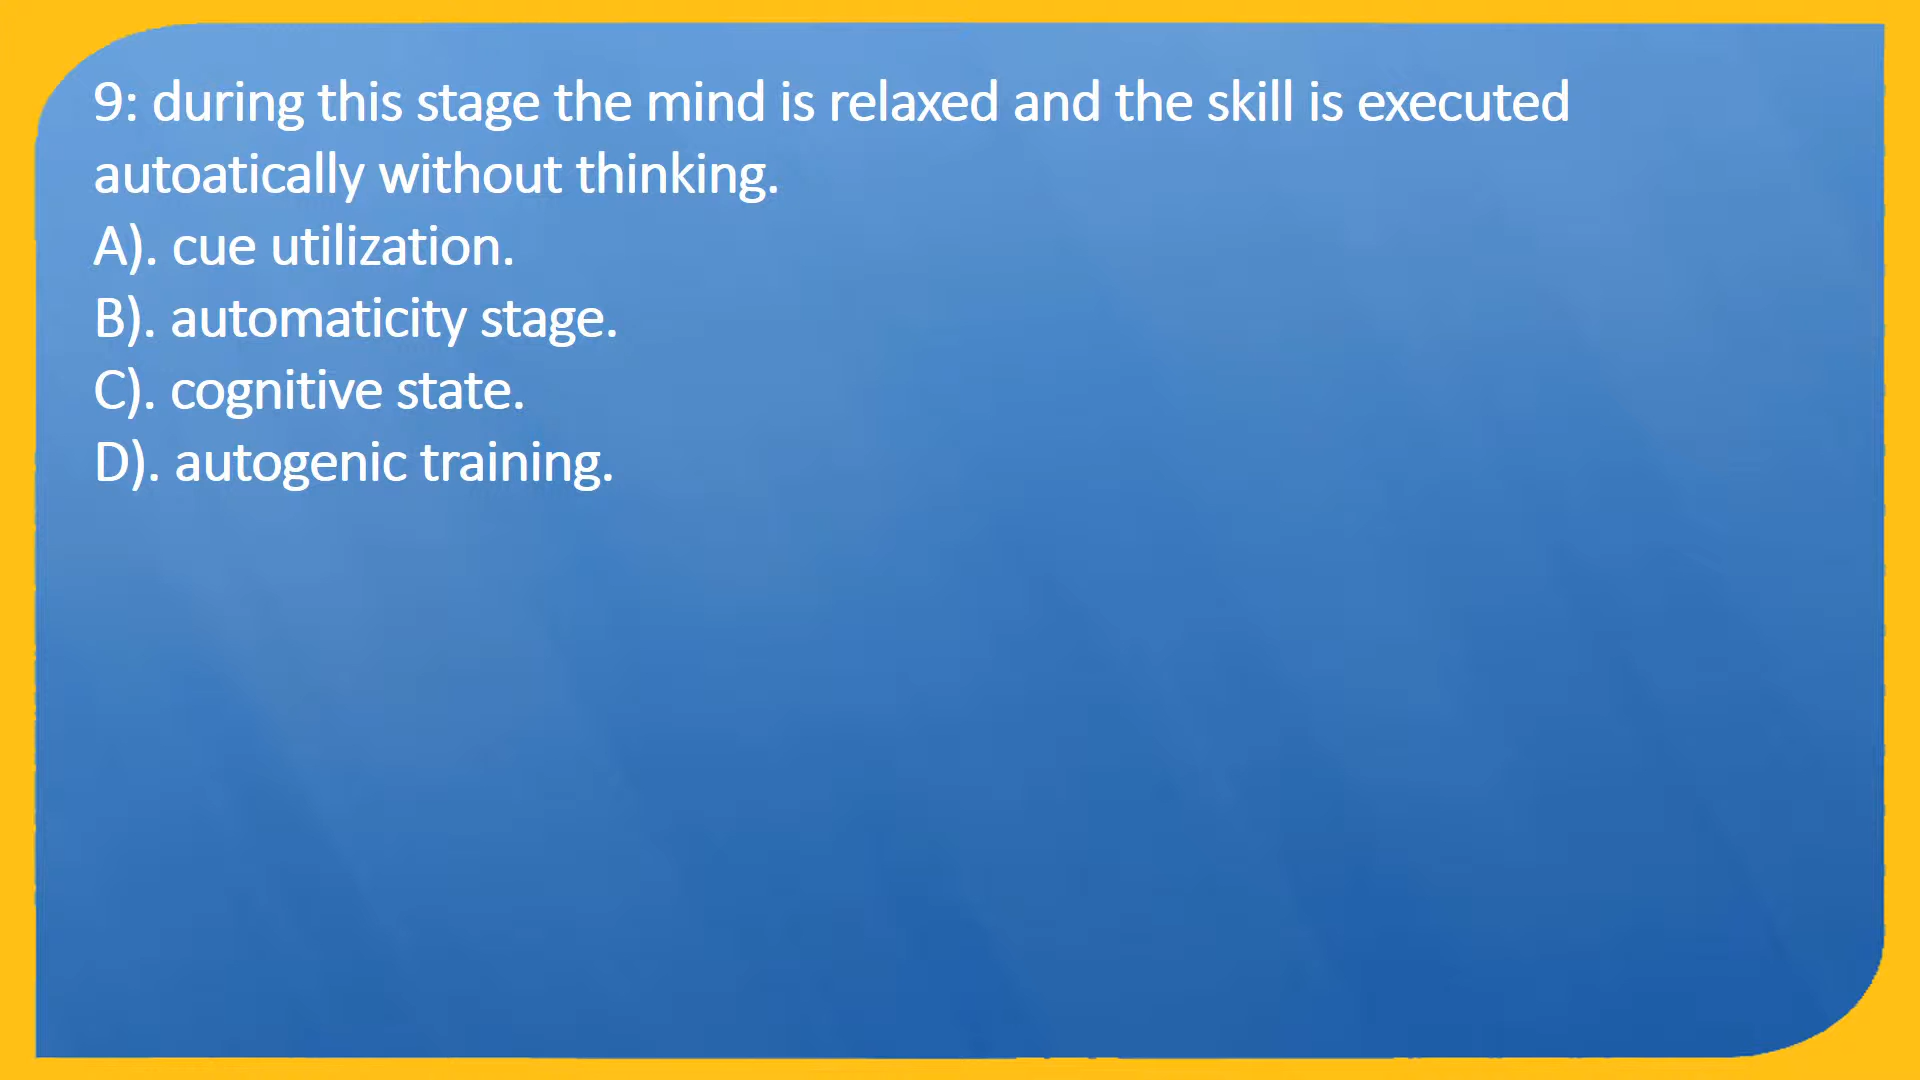 9: during this stage the mind is relaxed and the skill is executed
autoatically without thinking.
A). cue utilization.
B). automaticity stage.
C). cognitive state.
D). autogenic training.